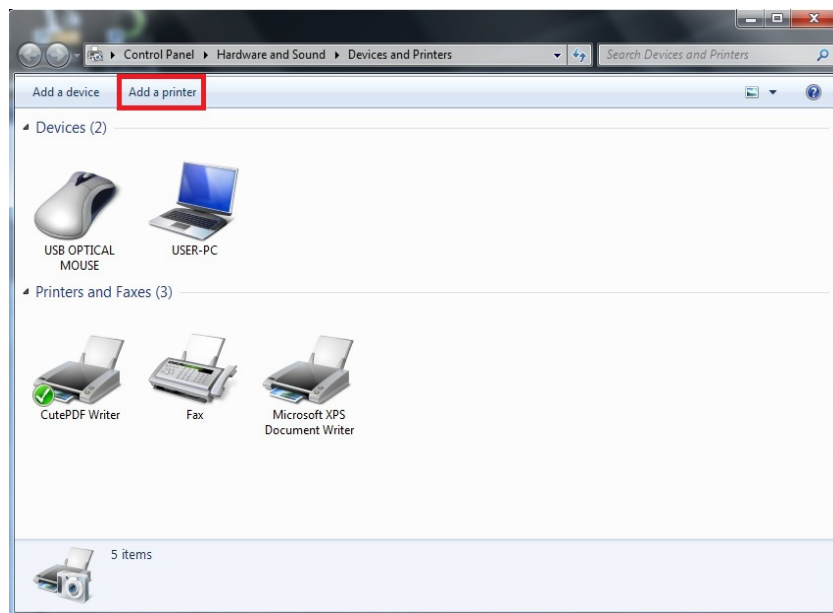 Control Panel ▸ Hardware and Sound ▸ Devices and Printers
Search Devices and Printers
Add a device
Add a printer
Devices (2)
USB OPTICAL
MOUSE
USER-PC
Printers and Faxes (3)
CutePDF Writer
Fax
Microsoft XPS
Document Writer
5 items